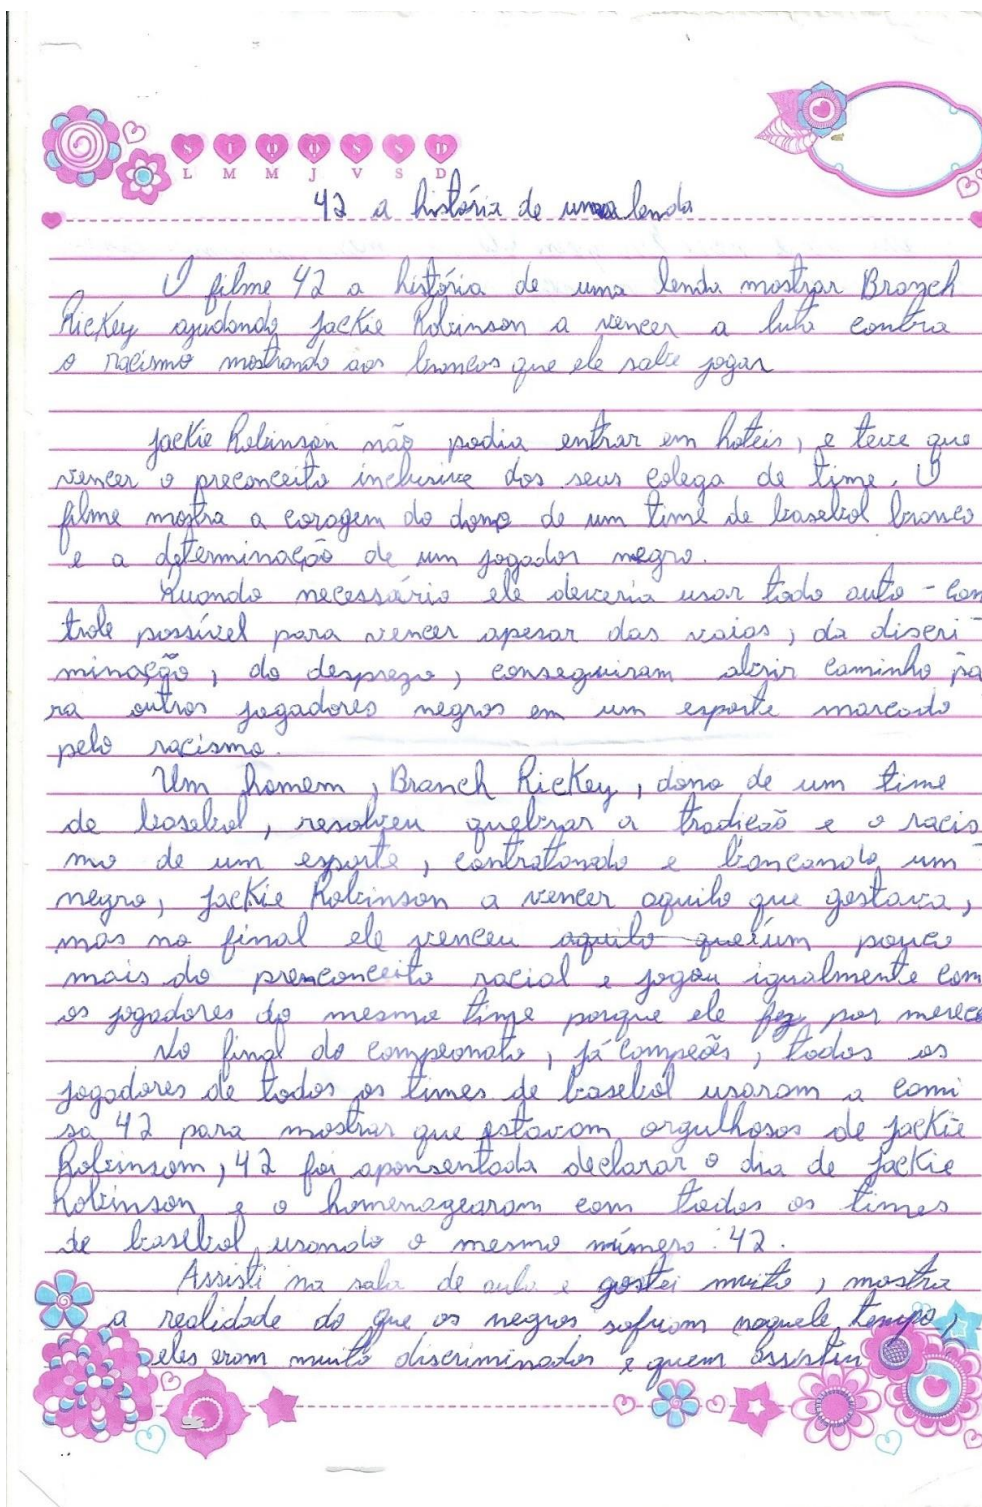 S T Q Q S S D
L M M J V S D
42 a história de uma lenda
O filme 42 a história de uma lenda mostrar Branch
Rickey ajudando Jackie Robinson a vencer a luta contra
o racismo mostrando aos brancos que ele sabe jogar
Jackie Robinson não podia entrar em hoteis, e teve que
vencer o preconceito inclusive dos seus colega de time. O
filme mostra a coragem do dono de um time de basebol branco
e a determinação de um jogador negro.
Quando necessário ele deveria usar todo auto-con
trole possível para vencer apesar das vaias, da discri-
minação, do desprezo, conseguiram abrir caminho pa
ra outros jogadores negros em um esporte marcado
pelo racismo.
Um homem, Branch Rickey, dono de um time
de basebol, resolveu quebrar a tradição e o racis-
mo de um esporte, contratando e bancando um
negro, Jackie Robinson a vencer aquilo que gostava,
mas no final ele venceu aquilo que um pouco
mais do preconceito racial e jogou igualmente com
os jogadores do mesmo time porque ele fez por merece
No final do campeonato, já campeões, todos os
jogadores de todos os times de basebol usaram a cami
sa 42 para mostrar que estavam orgulhosos de Jackie
Robinsom, 42 foi aponsentada declarar o dia de Jackie
Robinson e o homenagearam com todos os times
de basebol, usando o mesmo número: 42.
Assisti na sala de aula e gostei muito, mostra
a realidade do que os negros sofriam naquele tempo,
eles eram muito discriminados e quem assistiu